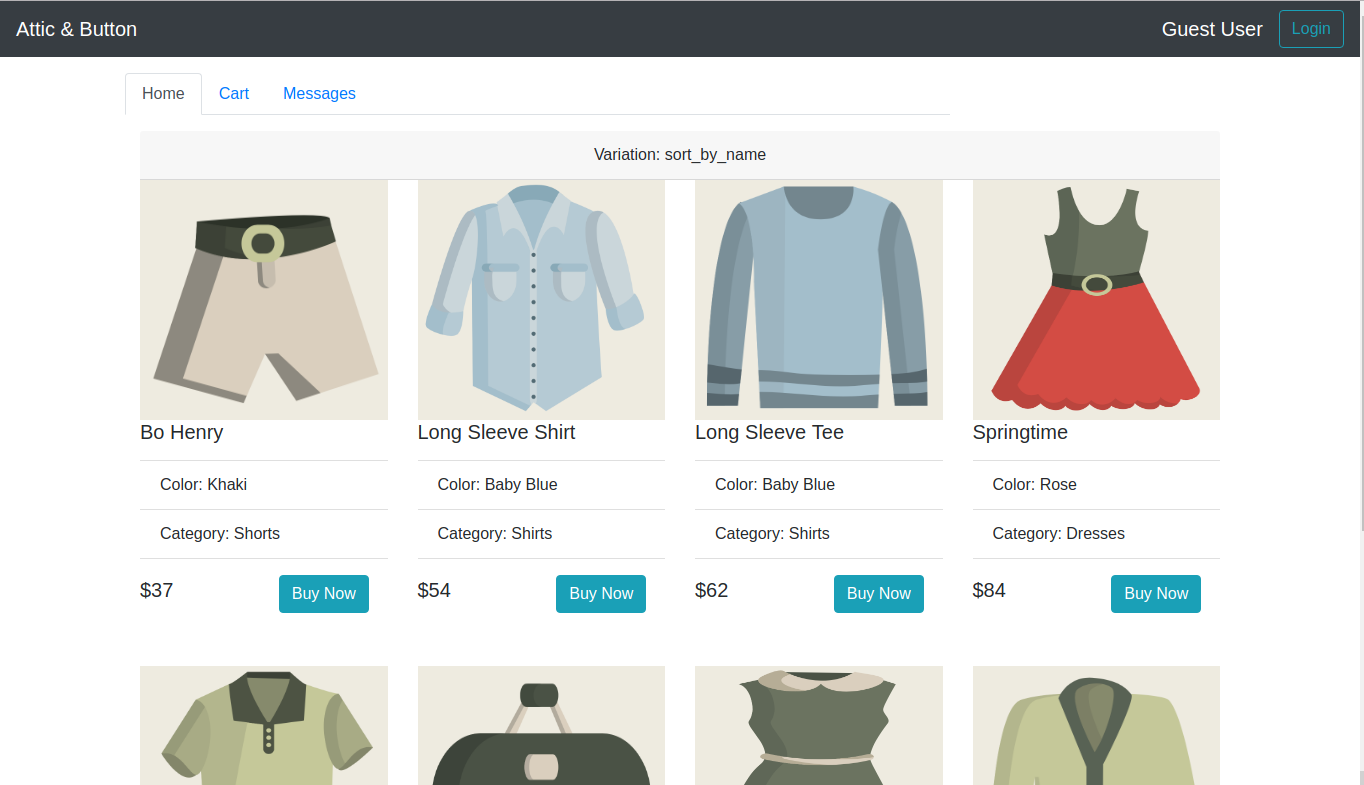 Attic & Button
Guest User
Login
Home
Cart
Messages
Variation: sort_by_name
Bo Henry
Long Sleeve Shirt
Long Sleeve Tee
Springtime
Color: Khaki
Color: Baby Blue
Color: Baby Blue
Color: Rose
Category: Shorts
Category: Shirts
Category: Shirts
Category: Dresses
$37
Buy Now
$54
Buy Now
$62
Buy Now
$84
Buy Now